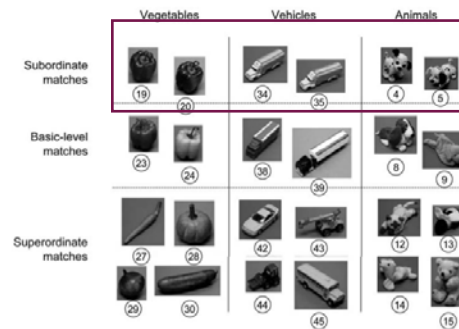 Vegetables Vehicles Animals
Subordinate
matches
19 20 34 35 4 5
Basic-level
matches
23 24 38 39 8 9
Superordinate
matches
27 28 42 43 12 13
29 30 44 45 14 15